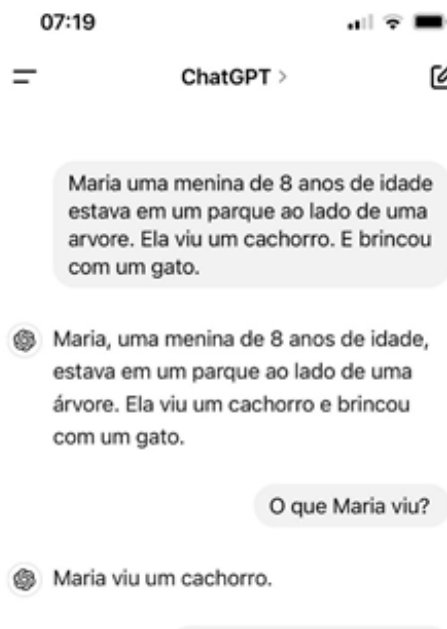 07:19
ChatGPT >
Maria uma menina de 8 anos de idade
estava em um parque ao lado de uma
arvore. Ela viu um cachorro. E brincou
com um gato.
Maria, uma menina de 8 anos de idade,
estava em um parque ao lado de uma
árvore. Ela viu um cachorro e brincou
com um gato.
O que Maria viu?
Maria viu um cachorro.